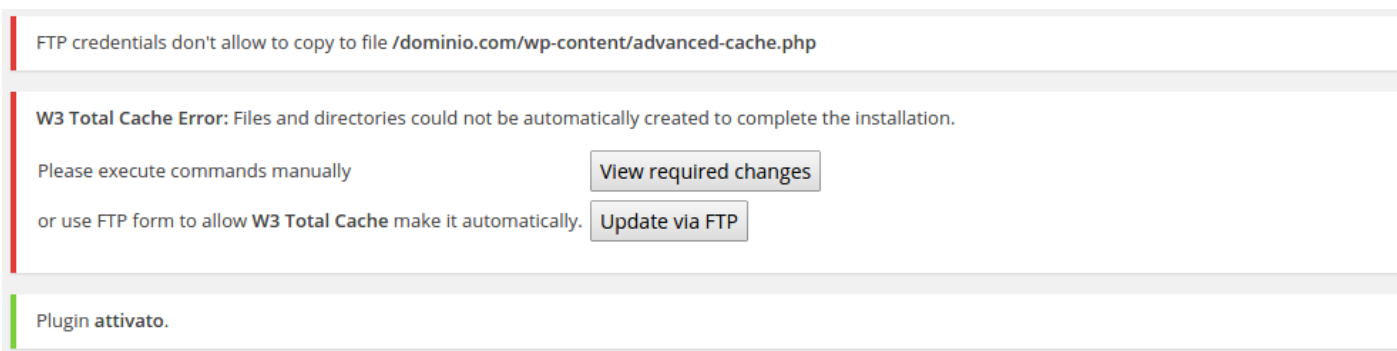 FTP credentials don't allow to copy to file /dominio.com/wp-content/advanced-cache.php
W3 Total Cache Error: Files and directories could not be automatically created to complete the installation.
Please execute commands manually View required changes
or use FTP form to allow W3 Total Cache make it automatically. Update via FTP
Plugin attivato.